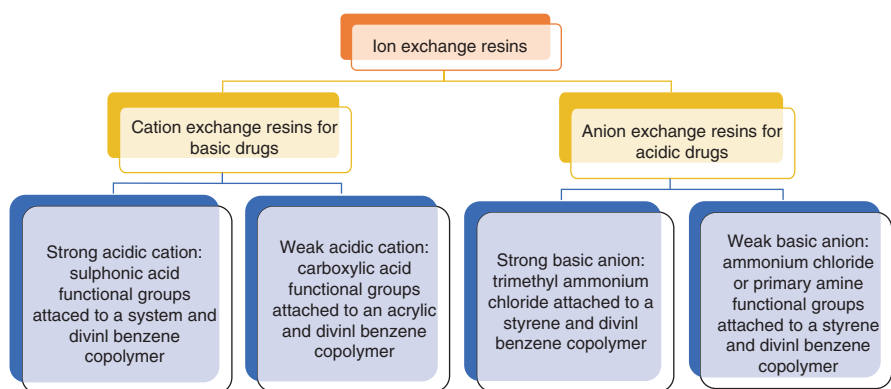 Ion exchange resins
Cation exchange resins for
basic drugs
Anion exchange resins for
acidic drugs
Strong acidic cation:
sulphonic acid
functional groups
attaced to a system and
divinl benzene
copolymer
Weak acidic cation:
carboxylic acid
functional groups
attached to an acrylic
and divinl benzene
copolymer
Strong basic anion:
trimethyl ammonium
chloride attached to a
styrene and divinl
benzene copolymer
Weak basic anion:
ammonium chloride
or primary amine
functional groups
attached to a styrene
and divinl benzene
copolymer